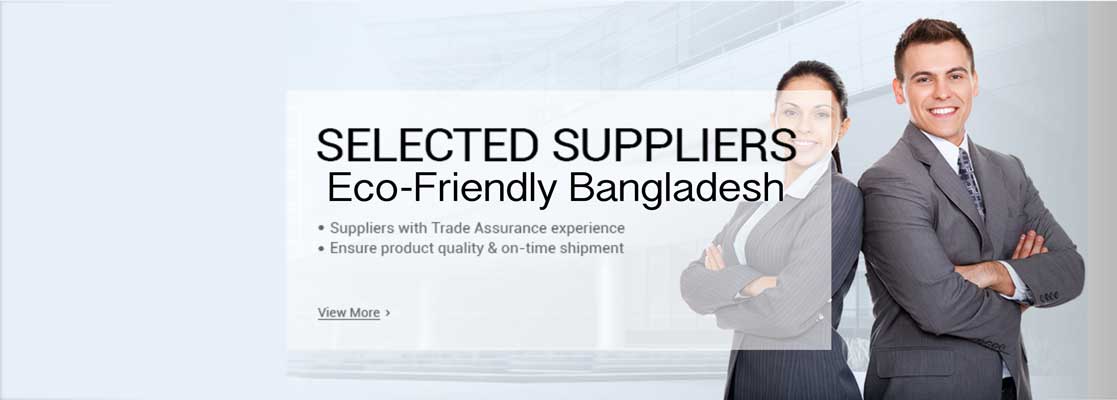 SELECTED SUPPLIERS
Eco-Friendly Bangladesh
• Suppliers with Trade Assurance experience
• Ensure product quality & on-time shipment
View More ›